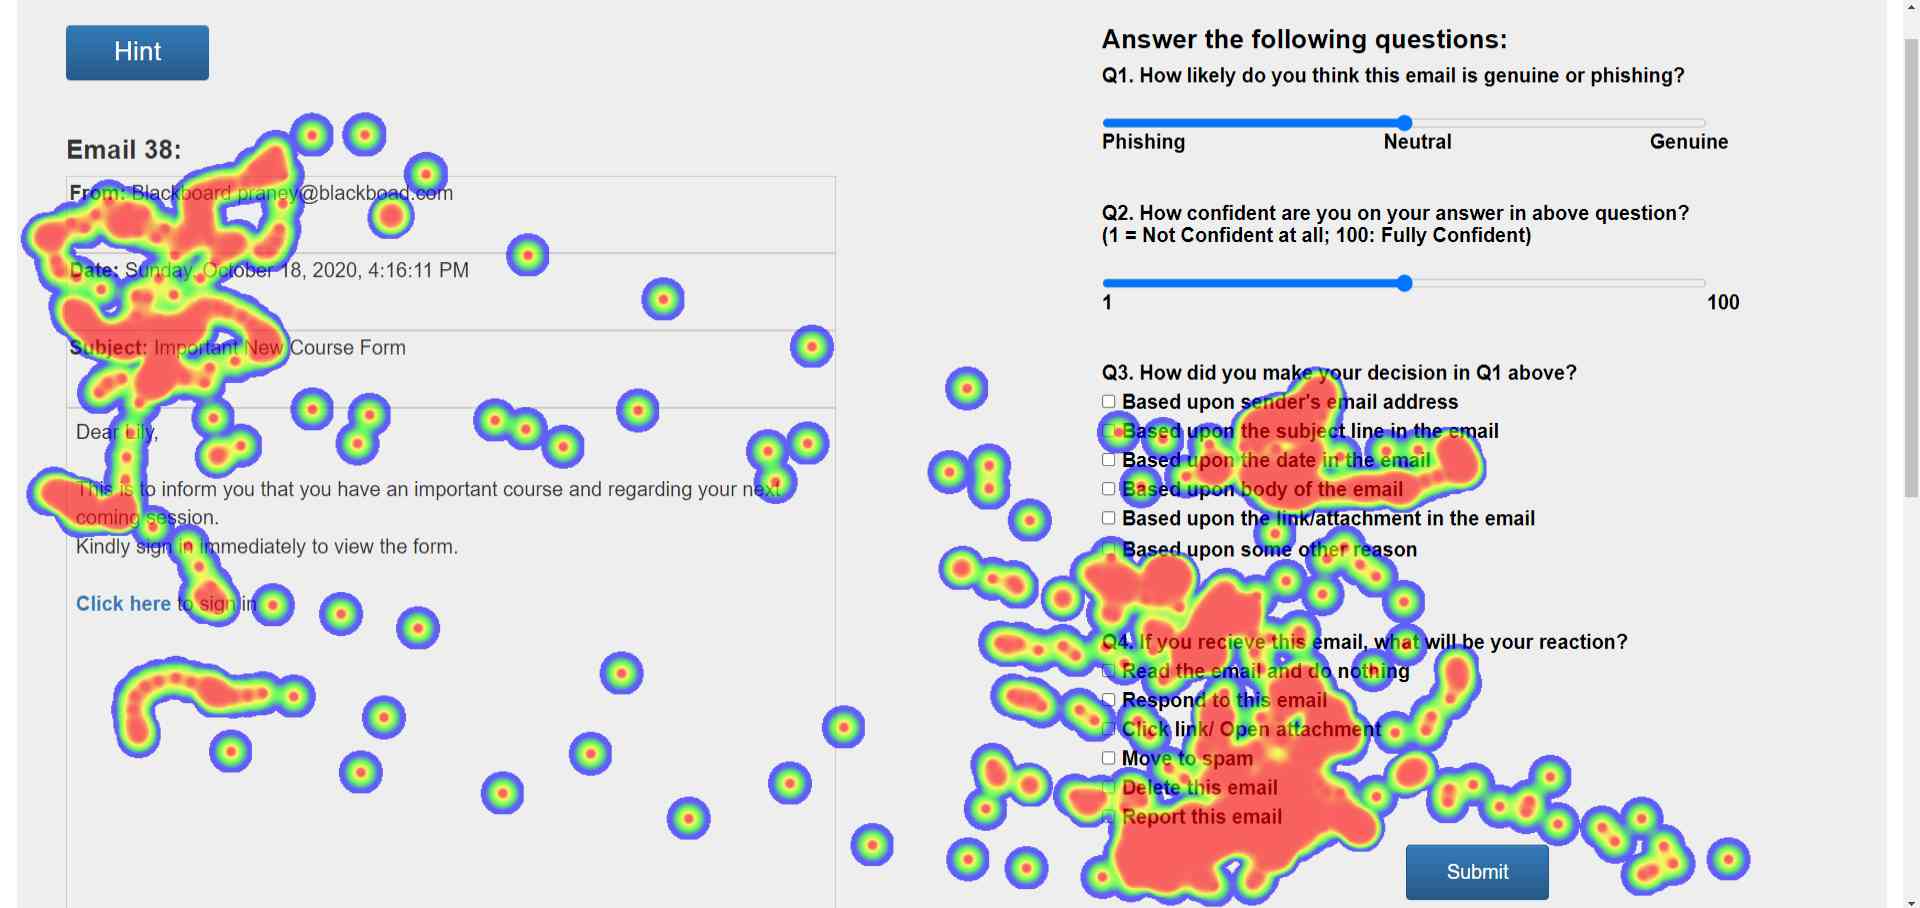 Hint
Email 38:
From: Blackboard praney@blackboad.com
Date: Sunday, October 18, 2020, 4:16:11 PM
Subject: Important New Course Form
Dear Lily,
This is to inform you that you have an important course and regarding your next
coming session.
Kindly sign in immediately to view the form.
Click here to sign in
Answer the following questions:
Q1. How likely do you think this email is genuine or phishing?
Phishing Neutral Genuine
Q2. How confident are you on your answer in above question?
(1 = Not Confident at all; 100: Fully Confident)
1 100
Q3. How did you make your decision in Q1 above?
Based upon sender's email address
Based upon the subject line in the email
Based upon the date in the email
Based upon body of the email
Based upon the link/attachment in the email
Based upon some other reason
Q4. If you recieve this email, what will be your reaction?
Read the email and do nothing
Respond to this email
Click link/ Open attachment
Move to spam
Delete this email
Report this email
Submit